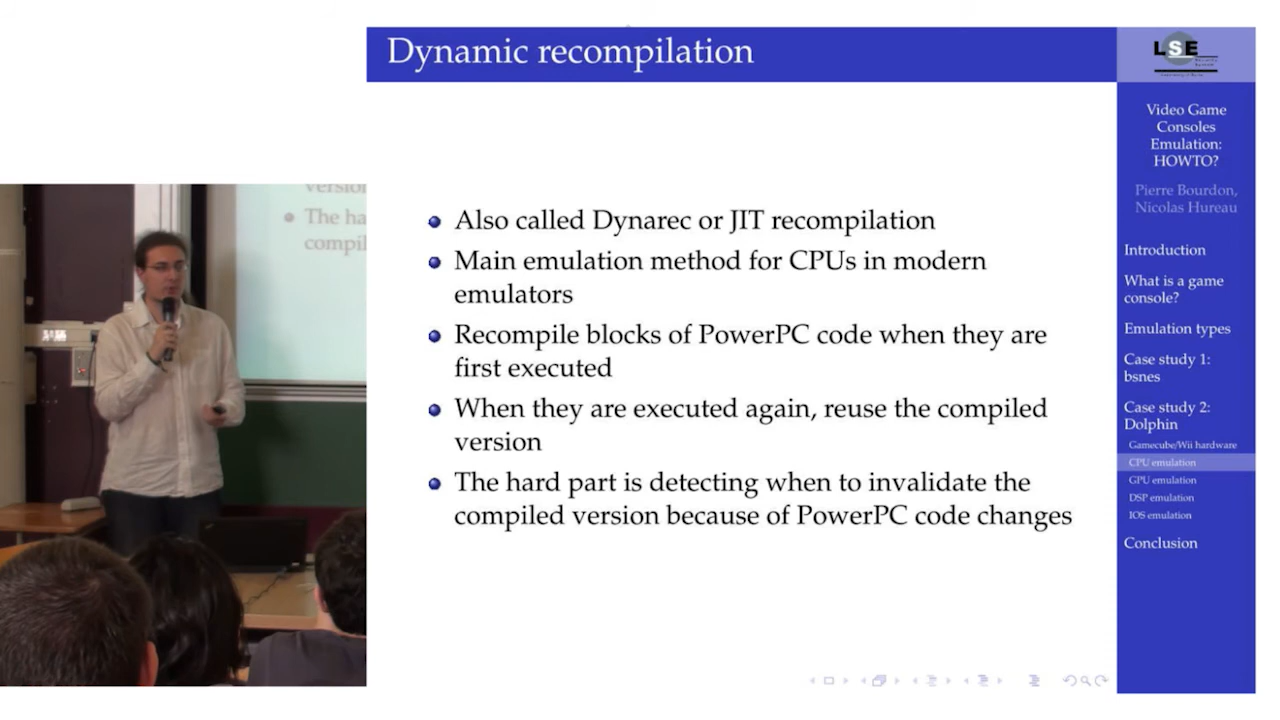 Dynamic recompilation
Also called Dynarec or JIT recompilation
Main emulation method for CPUs in modern
emulators
Recompile blocks of PowerPC code when they are
first executed
When they are executed again, reuse the compiled
version
The hard part is detecting when to invalidate the
compiled version because of PowerPC code changes
LSE
Video Game
Consoles
Emulation:
HOWTO?
Pierre Bourdon,
Nicolas Hureau
Introduction
What is a game
console?
Emulation types
Case study 1:
bsnes
Case study 2:
Dolphin
Gamecube/Wii hardware
CPU emulation
GPU emulation
DSP emulation
IOS emulation
Conclusion
version
The ha
compil